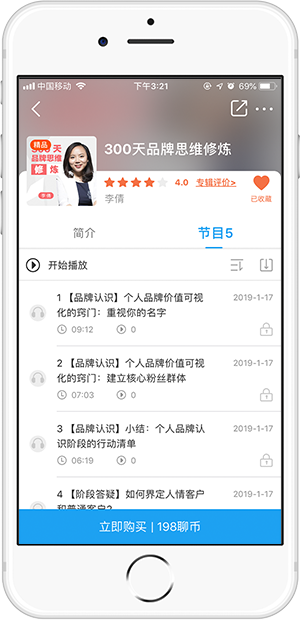 中国移动 下午3:21 69%
精品
300天
品牌思维
修炼
李倩
300天品牌思维修炼
4.0 专辑评价>
李倩
已收藏
简介 节目5
开始播放
1【品牌认识】个人品牌价值可视 2019-1-17
化的窍门：重视你的名字
09:12 0
2【品牌认识】个人品牌价值可视 2019-1-17
化的窍门：建立核心粉丝群体
07:03 0
3【品牌认识】小结：个人品牌认 2019-1-17
识阶段的行动清单
06:19 0
4【阶段答疑】如何界定人情客户 2019-1-17
和普通客户?
立即购买 | 198聊币